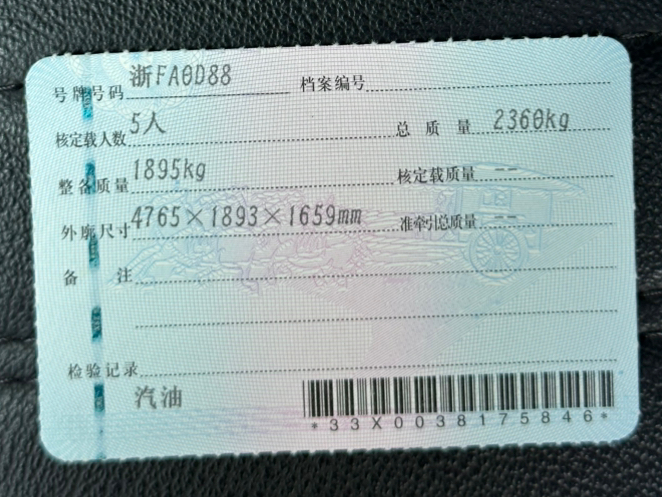 号牌号码 浙FA0D88 档案编号
核定载人数 5人 总质量 2360kg
整备质量 1895kg 核定载质量 --
外廓尺寸 4765×1893×1659mm 准牵引总质量 --
备注
检验记录
汽油
*33X0038175846*